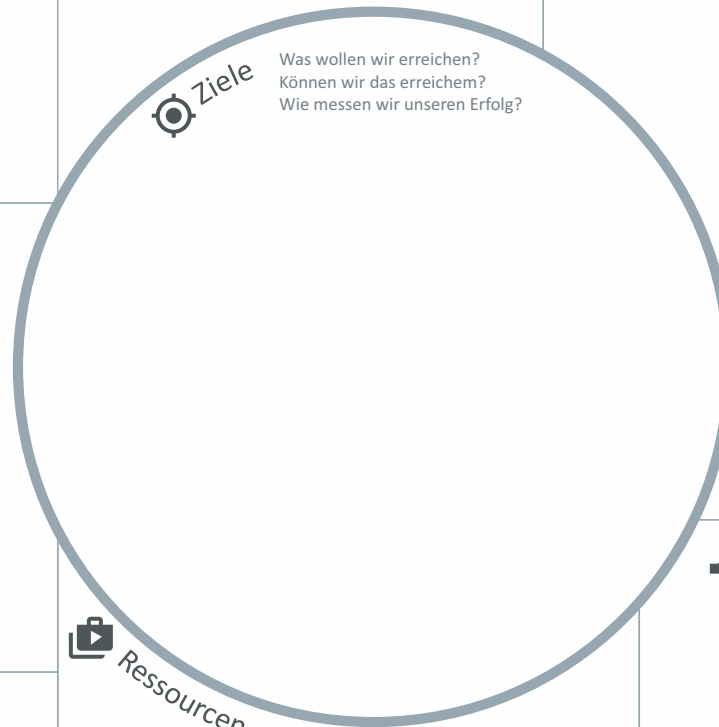 Ziele
Was wollen wir erreichen?
Können wir das erreichem?
Wie messen wir unseren Erfolg?
Ressourcen